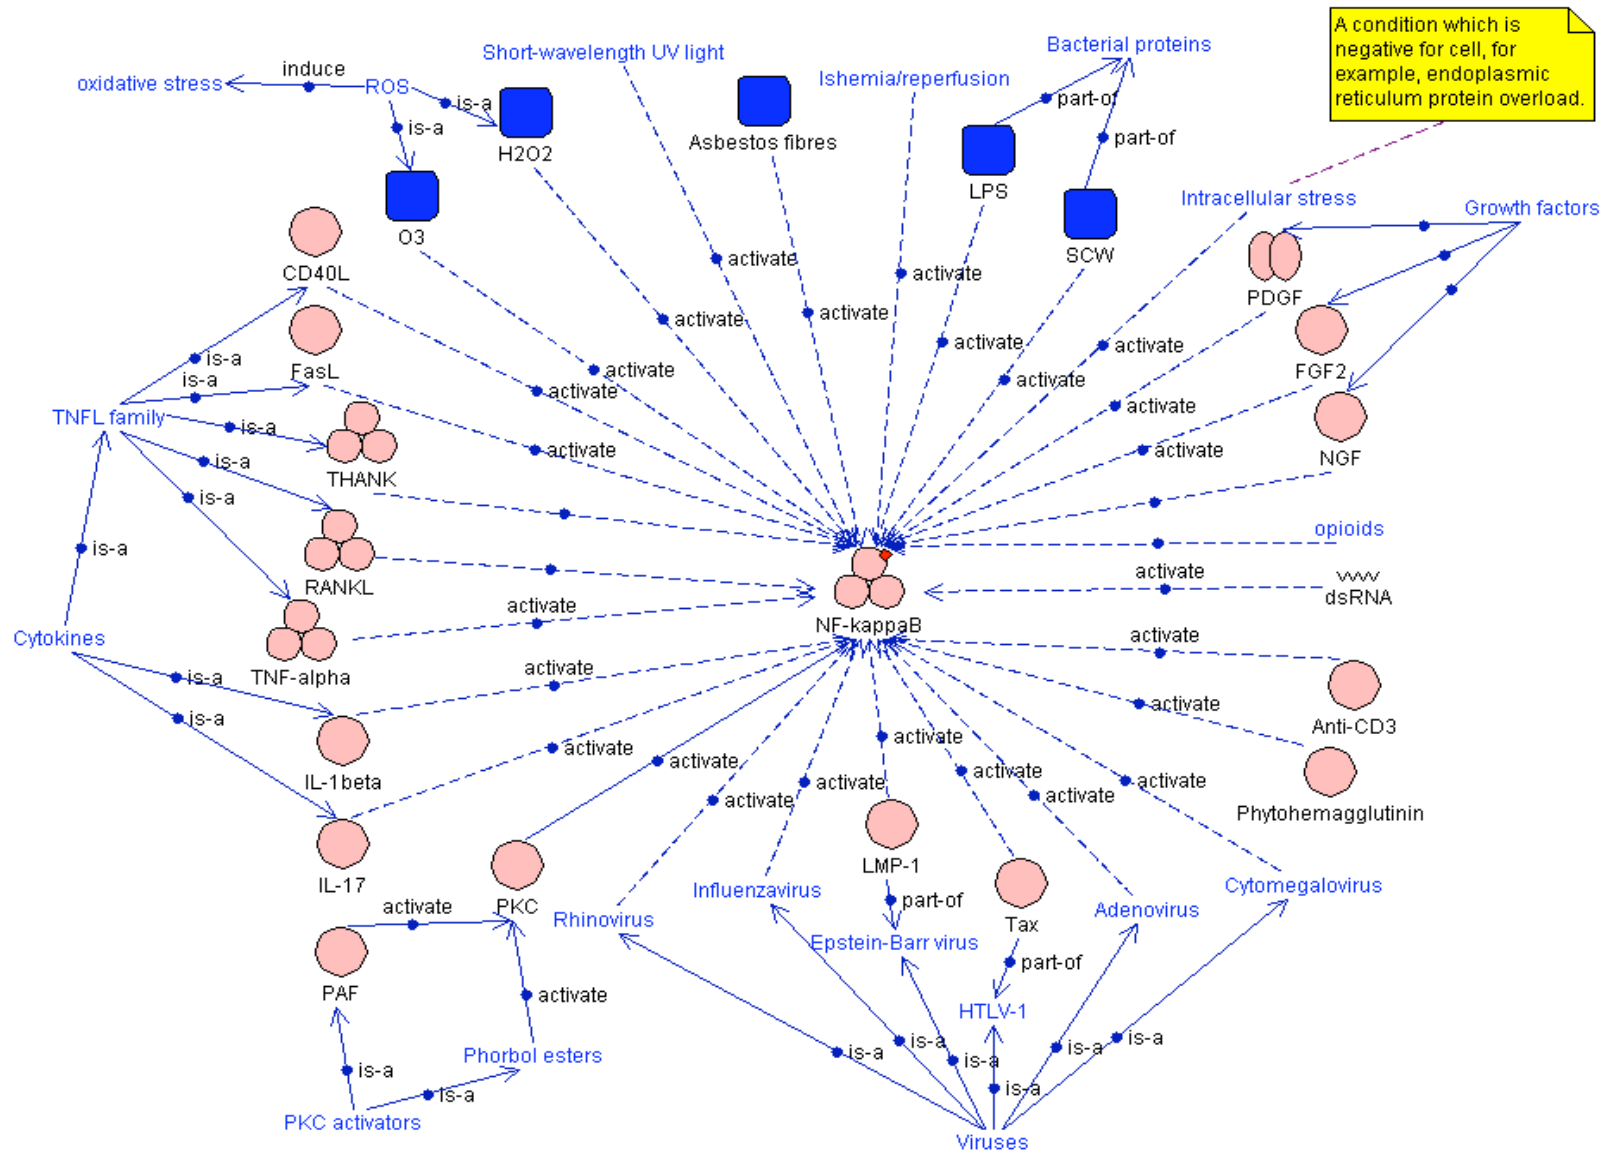 A condition which is
negative for cell, for
example, endoplasmic
reticulum protein overload.
Short-wavelength UV light
Bacterial proteins
induce
oxidative stress
ROS
Ishemia/reperfusion
is-a
part-of
is-a
H2O2
Asbestos fibres
part-of
LPS
Intracellular stress
Growth factors
O3
SCW
CD40L
activate
activate
PDGF
activate
activate
activate
activate
activate
is-a
FasL
activate
activate
FGF2
is-a
activate
activate
TNFL family
is-a
activate
activate
NGF
is-a
THANK
is-a
opioids
is-a
activate
RANKL
dsRNA
activate
NF-kappaB
Cytokines
activate
TNF-alpha
activate
is-a
activate
is-a
activate
Anti-CD3
activate
activate
activate
IL-1beta
activate
activate
activate
activate
Phytohemagglutinin
LMP-1
IL-17
Influenzavirus
Cytomegalovirus
activate
PKC
part-of
Rhinovirus
Adenovirus
Tax
Epstein-Barr virus
part-of
PAF
activate
HTLV-1
is-a
is-a
is-a
is-a
Phorbol esters
is-a
is-a
is-a
is-a
PKC activators
Viruses